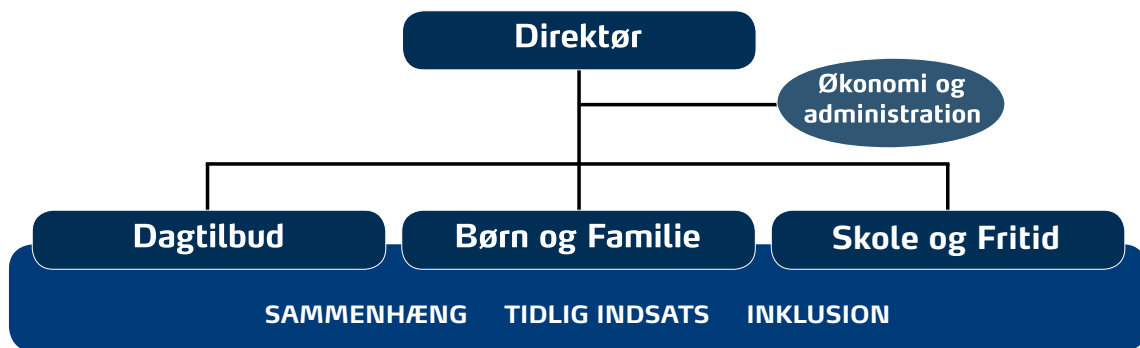 Direktør
Økonomi og
administration
Dagtilbud
Børn og Familie
Skole og Fritid
SAMMENHÆNG TIDLIG INDSATS INKLUSION